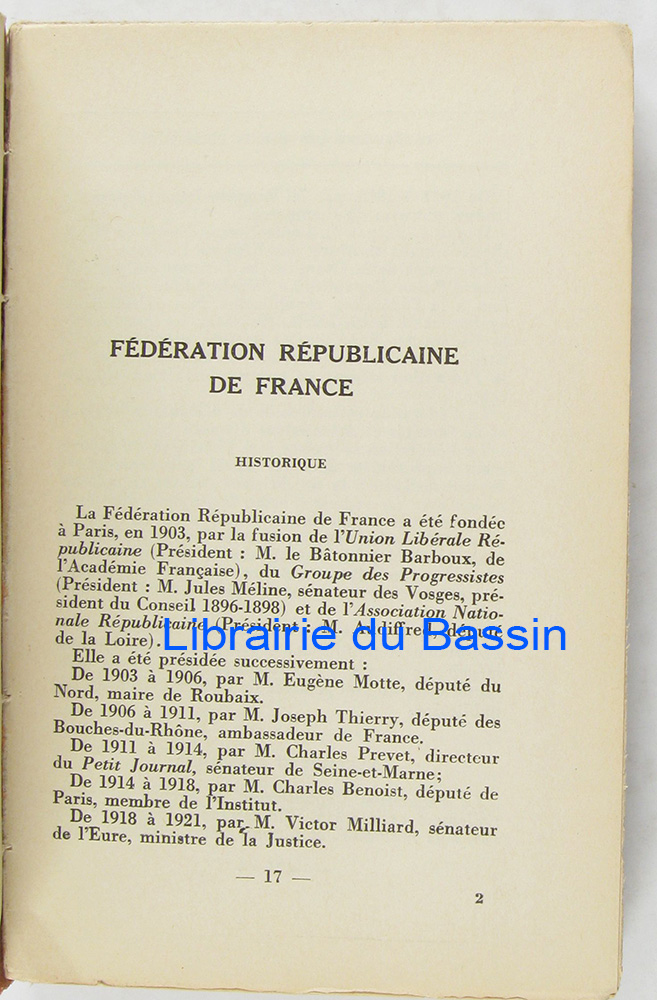 FÉDÉRATION RÉPUBLICAINE
DE FRANCE
HISTORIQUE
La Fédération Républicaine de France a été fondée
à Paris, en 1903, par la fusion de l'Union Libérale Ré-
publicaine (Président : M. le Bâtonnier Barboux, de
l'Académie Française), du Groupe des Progressistes
(Président : M. Jules Méline, sénateur des Vosges, pré-
sident du Conseil 1896-1898) et de l'Association Natio-
nale Républicaine (Président : M. Audiffred, député
de la Loire).
Librairie du Bassin
Elle a été présidée successivement :
De 1903 à 1906, par M. Eugène Motte, député du
Nord, maire de Roubaix.
De 1906 à 1911, par M. Joseph Thierry, député des
Bouches-du-Rhône, ambassadeur de France.
De 1911 à 1914, par M. Charles Prevet, directeur
du Petit Journal, sénateur de Seine-et-Marne;
De 1914 à 1918, par M. Charles Benoist, député de
Paris, membre de l'Institut.
De 1918 à 1921, par M. Victor Milliard, sénateur
de l'Eure, ministre de la Justice.
— 17 —
2